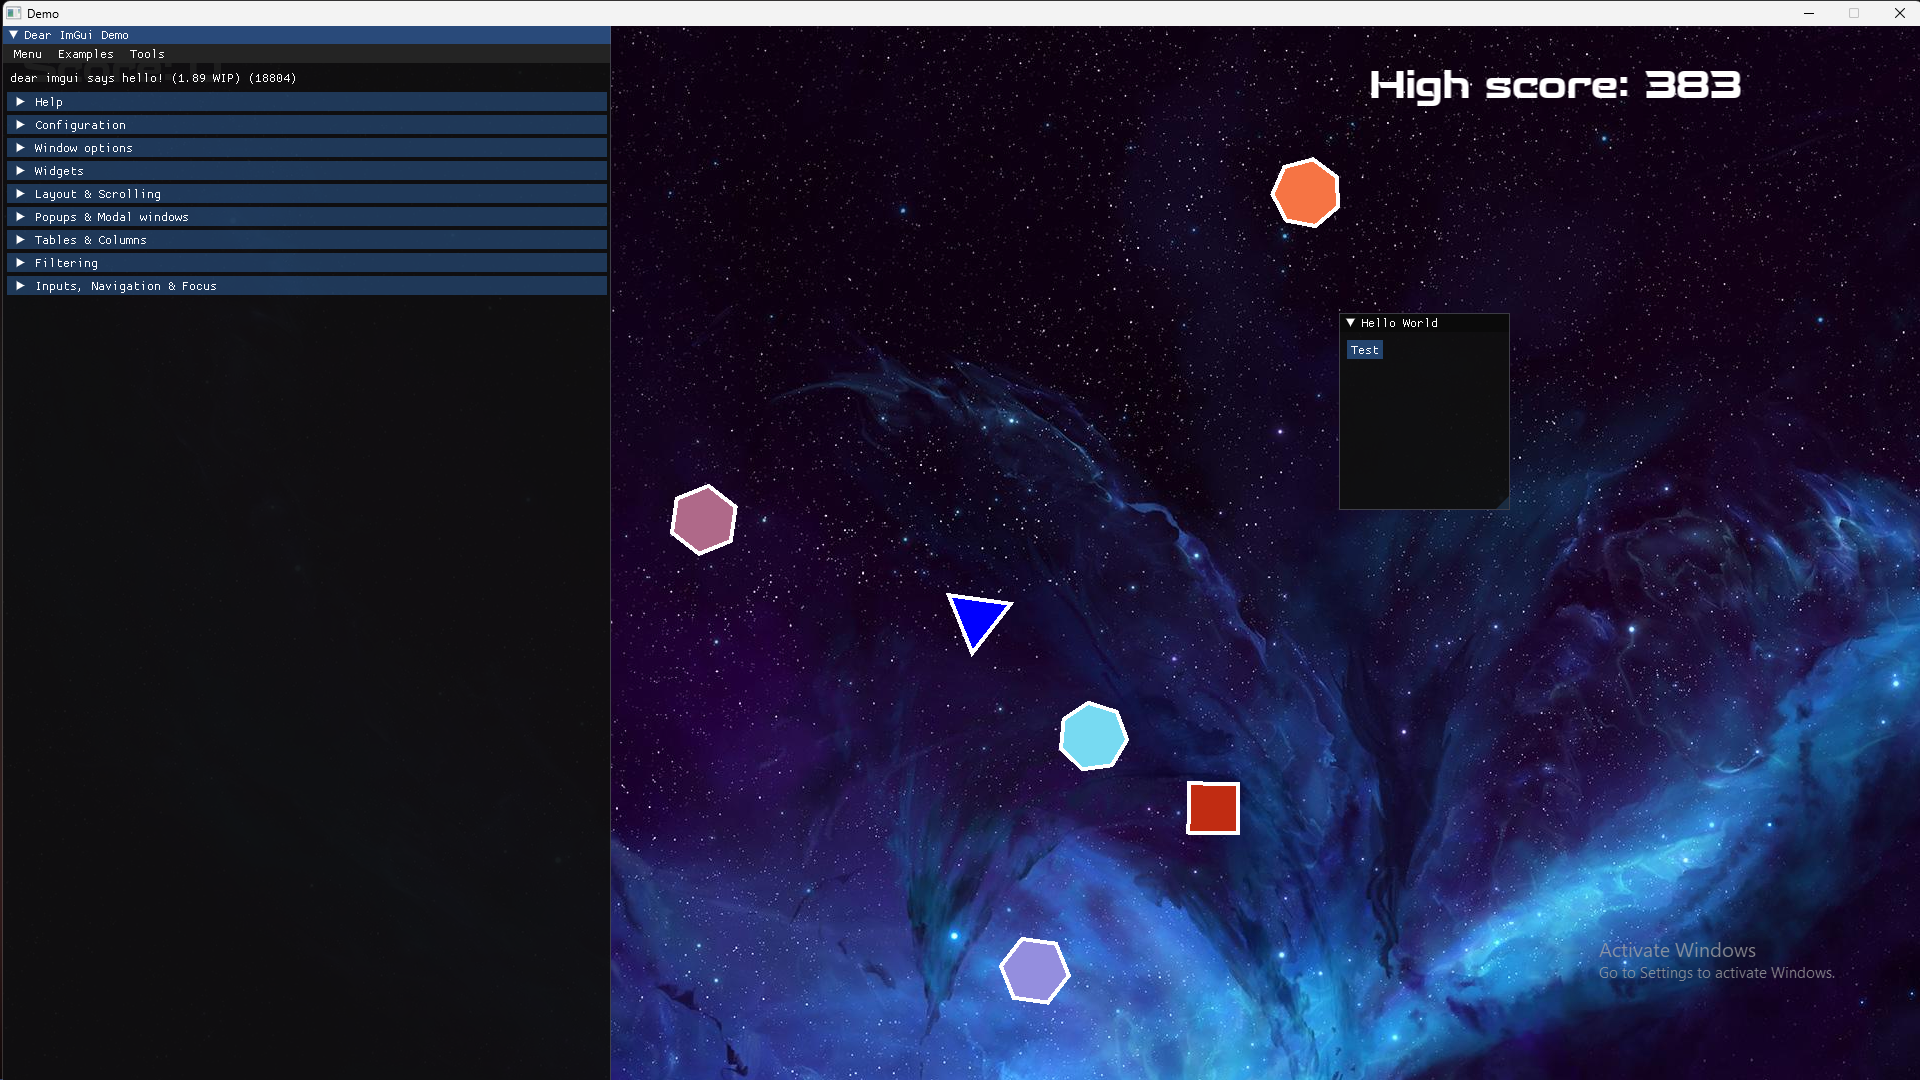 Demo
Dear ImGui Demo
Menu Examples Tools
dear imgui says hello! (1.89 WIP) (18804)
Help
Configuration
Window options
Widgets
Layout & Scrolling
Popups & Modal windows
Tables & Columns
Filtering
Inputs, Navigation & Focus
High score: 383
Hello World
Test
Activate Windows
Go to Settings to activate Windows.